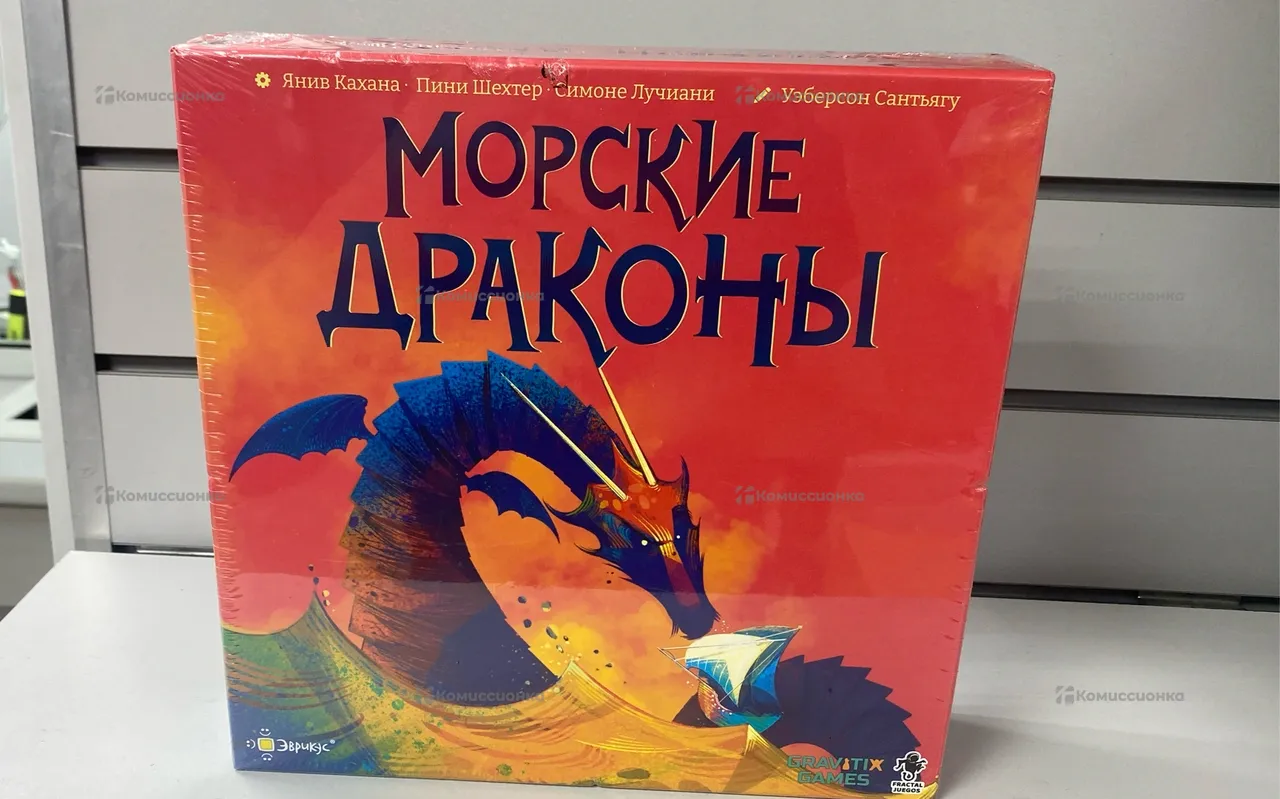 Янив Кахана · Пини Шехтер · Симоне Лучиани
Уэберсон Сантьягу
МОРСКИЕ
ДРАКОНЫ
Эврикус
GRAVITIX
GAMES
FRACTAL
JUEGOS
Комиссионка
Комиссионка
Комиссионка
Комиссионка
Комиссионка
Комиссионка
Комиссионка
Комиссионка